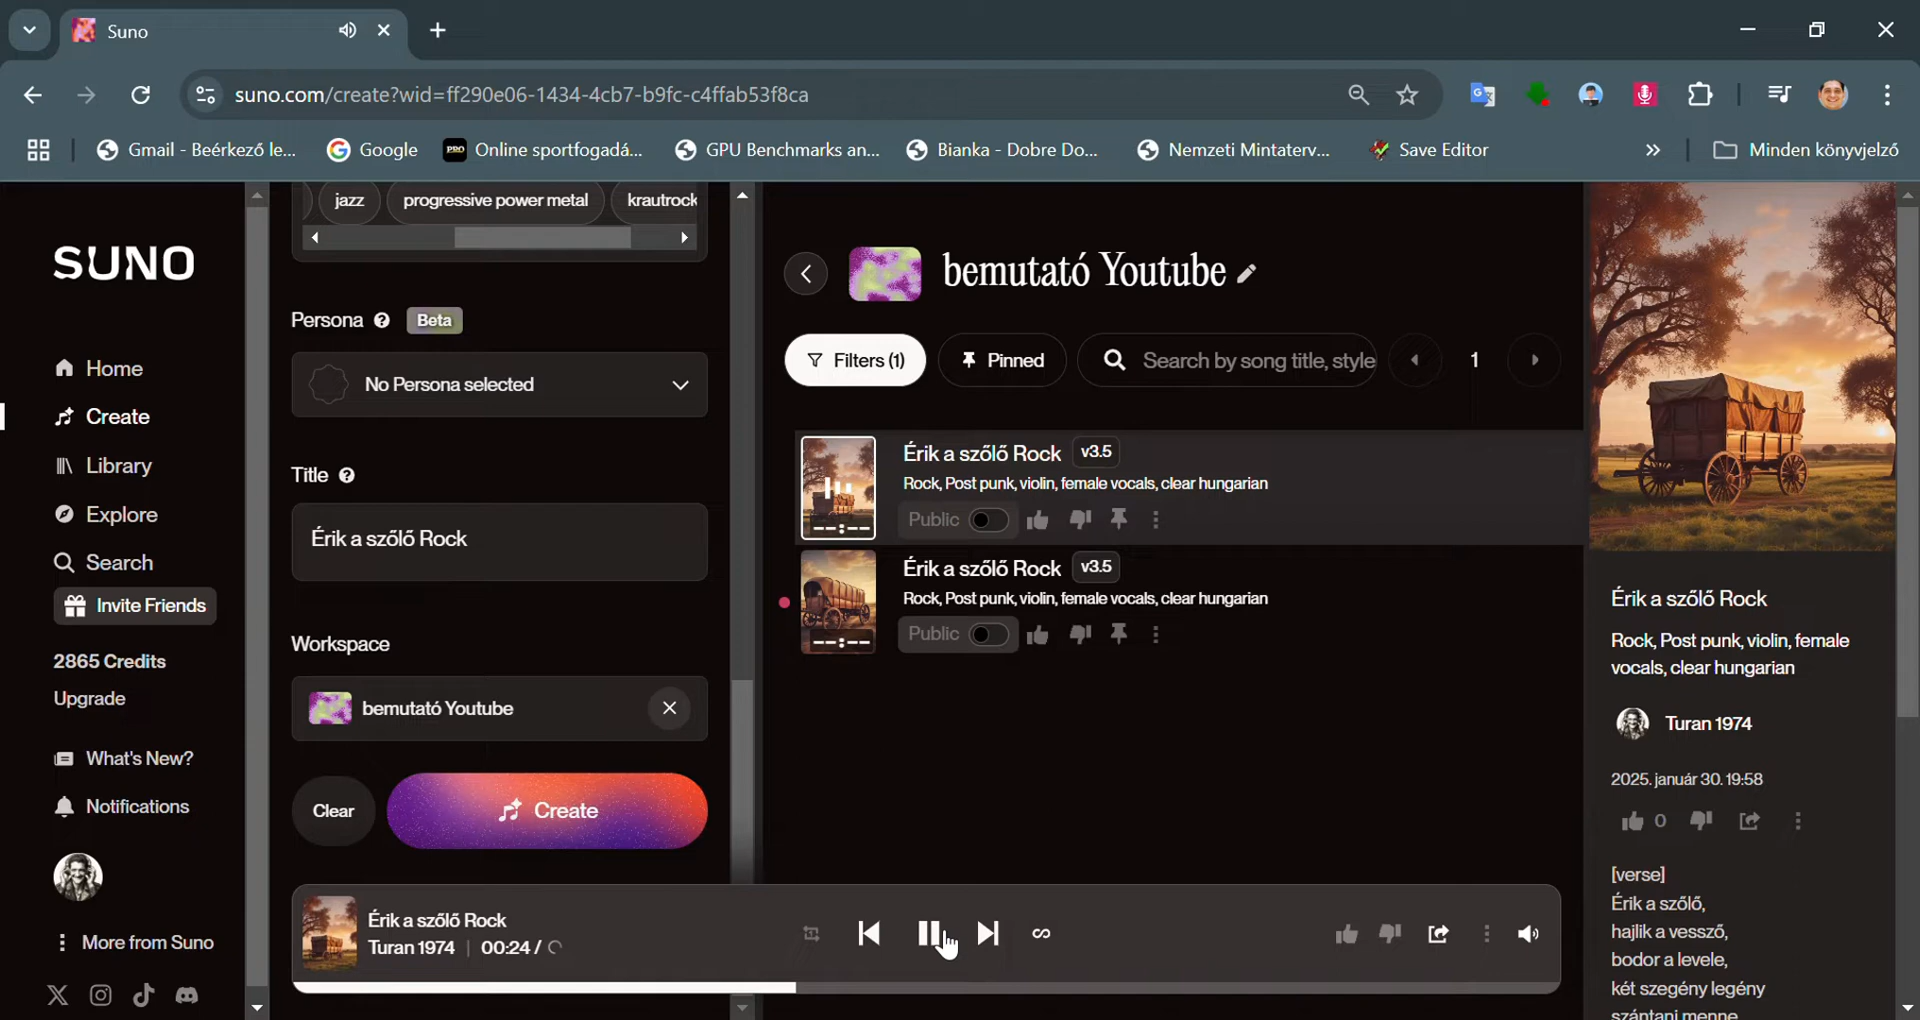 Suno
suno.com/create?wid=ff290e06-1434-4cb7-b9fc-c4ffab53f8ca
Gmail - Beérkező le...
Google
PRO
Online sportfogadá...
GPU Benchmarks an...
Bianka - Dobre Do...
Nemzeti Mintaterv...
Save Editor
»
Minden könyvjelző
SUNO
Home
Create
Library
Explore
Search
Invite Friends
2865 Credits
Upgrade
What's New?
Notifications
More from Suno
jazz
progressive power metal
krautrock
Persona
Beta
No Persona selected
Title
Érik a szőlő Rock
Workspace
bemutató Youtube
Clear
Create
bemutató Youtube
Filters (1)
Pinned
Search by song title, style
1
Érik a szőlő Rock v3.5
Rock, Post punk, violin, female vocals, clear hungarian
--:--
Public
Érik a szőlő Rock v3.5
Rock, Post punk, violin, female vocals, clear hungarian
--:--
Public
Érik a szőlő Rock
Turan 1974 | 00:24 /
Érik a szőlő Rock
Rock, Post punk, violin, female
vocals, clear hungarian
Turan 1974
2025. január 30. 19:58
0
[verse]
Érik a szőlő,
hajlik a vessző,
bodor a levele,
két szegény legény
szántani menne